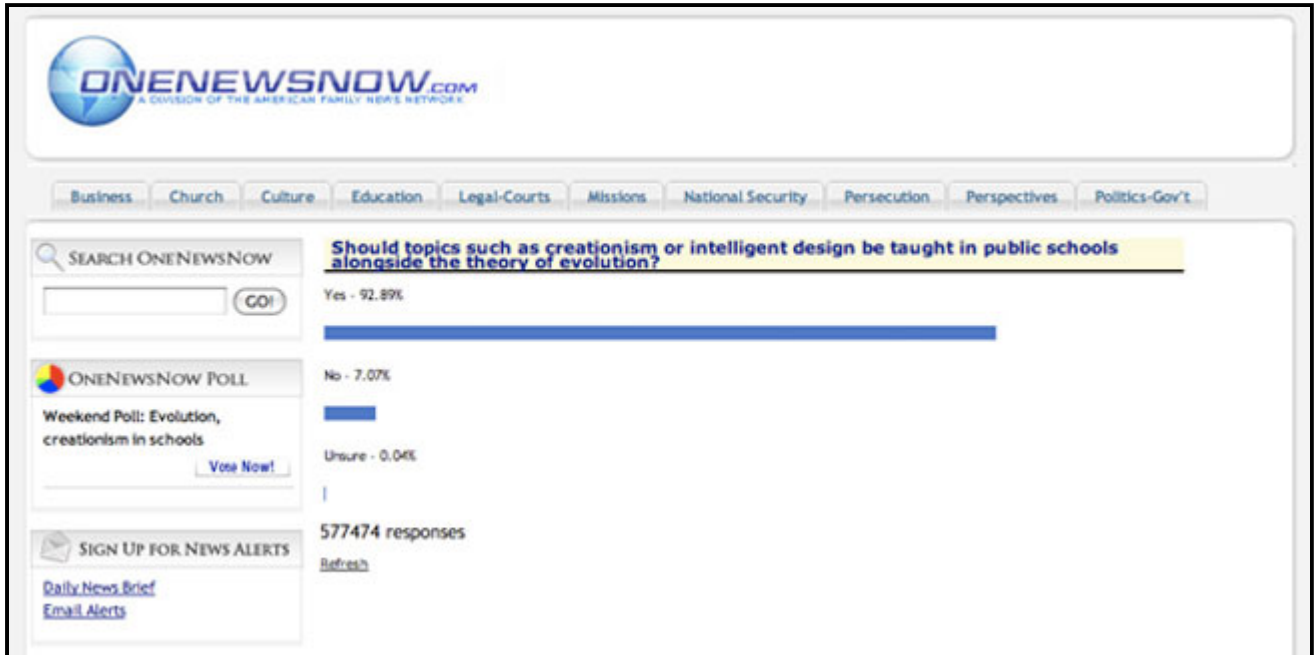 ONENEWSNOW.COM
A DIVISION OF THE AMERICAN FAMILY NEWS NETWORK
Business Church Culture Education Legal-Courts Missions National Security Persecution Perspectives Politics-Gov't
SEARCH ONENEWSNOW
GO!
ONENEWSNOW POLL
Weekend Poll: Evolution,
creationism in schools
Vote Now!
SIGN UP FOR NEWS ALERTS
Daily News Brief
Email Alerts
Should topics such as creationism or intelligent design be taught in public schools
alongside the theory of evolution?
Yes - 92.89%
No - 7.07%
Unsure - 0.04%
577474 responses
Refresh